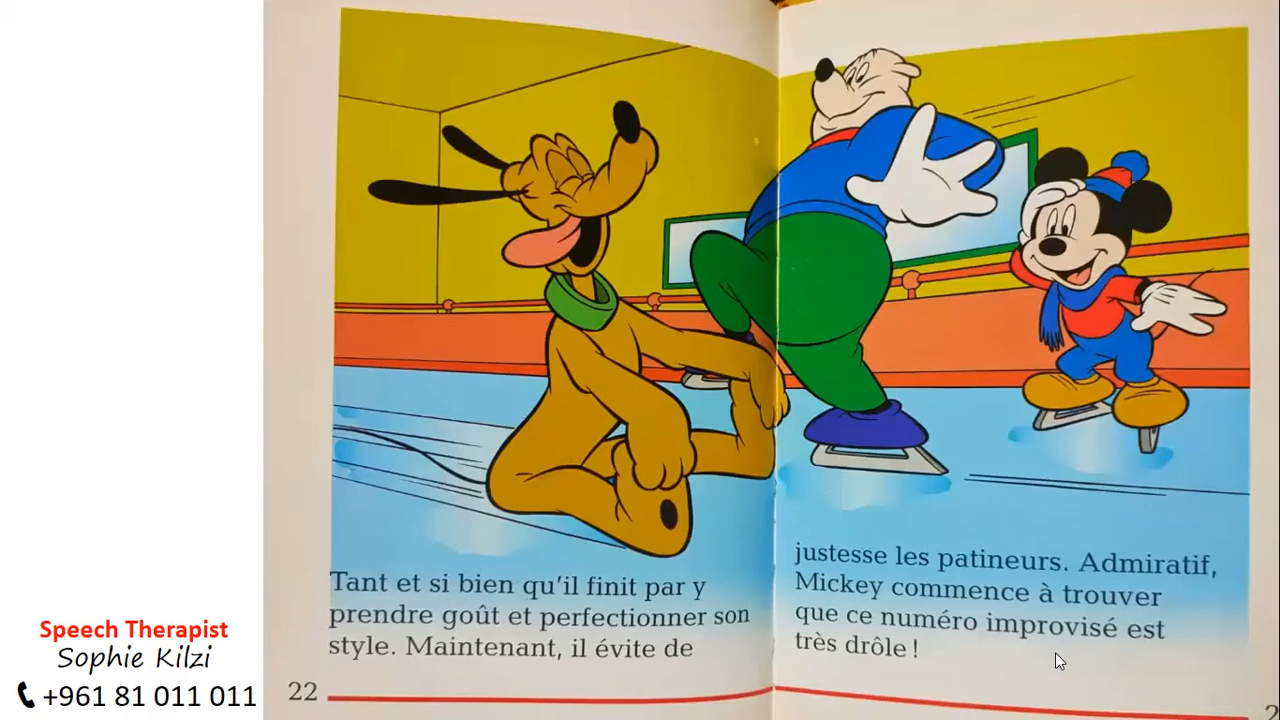 Tant et si bien qu'il finit par y
prendre goût et perfectionner son
style. Maintenant, il évite de
22
justesse les patineurs. Admiratif,
Mickey commence à trouver
que ce numéro improvisé est
très drôle !
2
Speech Therapist
Sophie Kilzi
+961 81 011 011